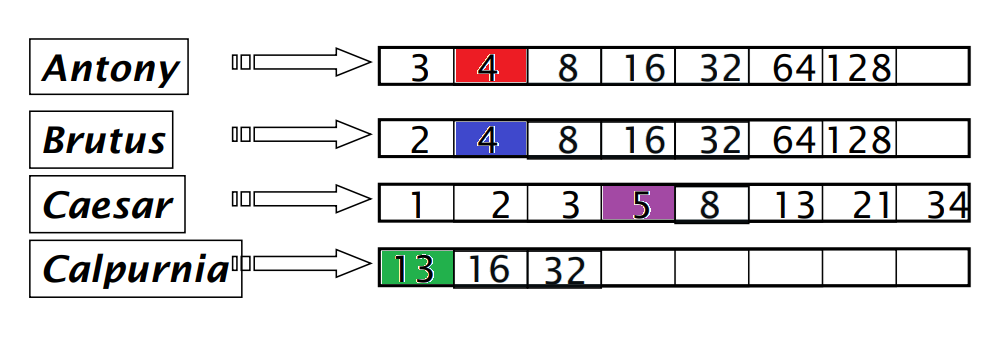 Antony 3 4 8 16 32 64 128
Brutus 2 4 8 16 32 64 128
Caesar 1 2 3 5 8 13 21 34
Calpurnia 13 16 32